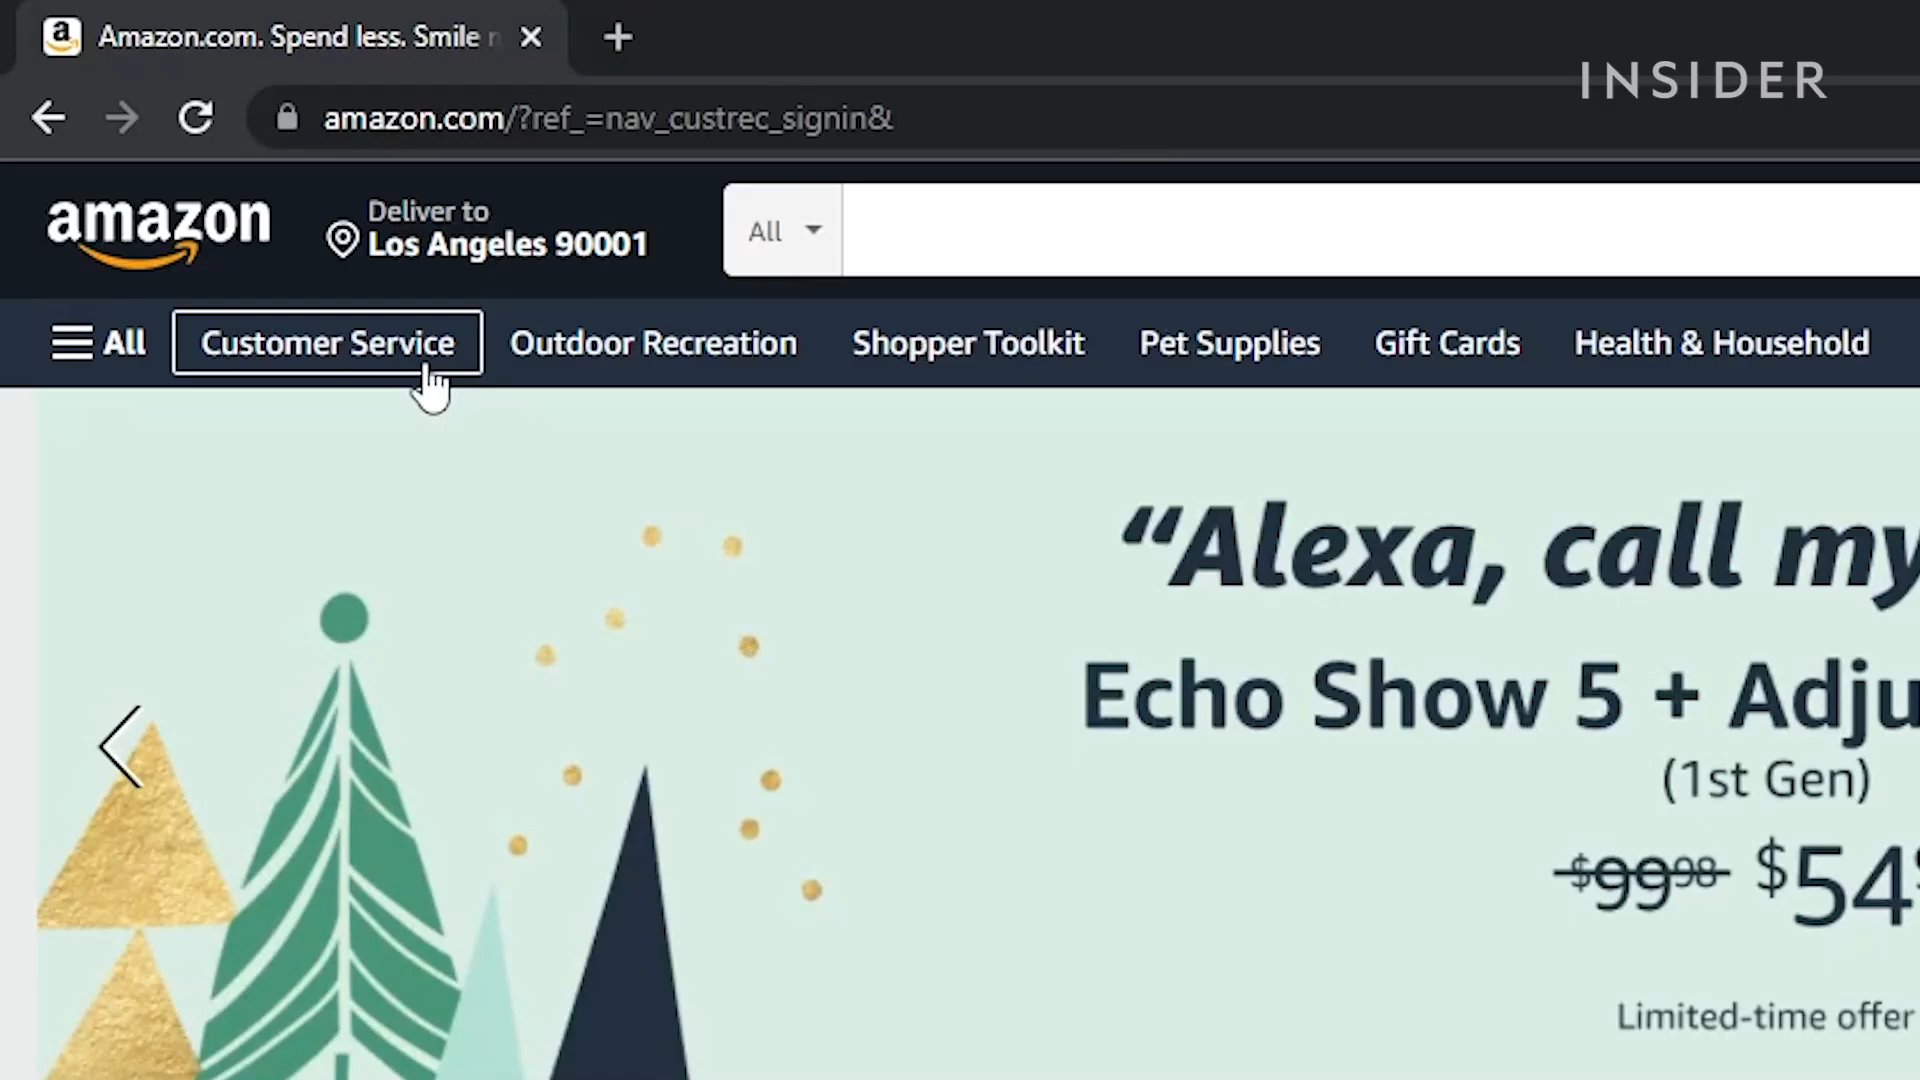 Amazon.com. Spend less. Smile
INSIDER
amazon.com/?ref_=nav_custrec_signin&
amazon
Deliver to
Los Angeles 90001
All
All
Customer Service
Outdoor Recreation
Shopper Toolkit
Pet Supplies
Gift Cards
Health & Household
“Alexa, call my
Echo Show 5 + Adju
(1st Gen)
$99.98 $54
Limited-time offer